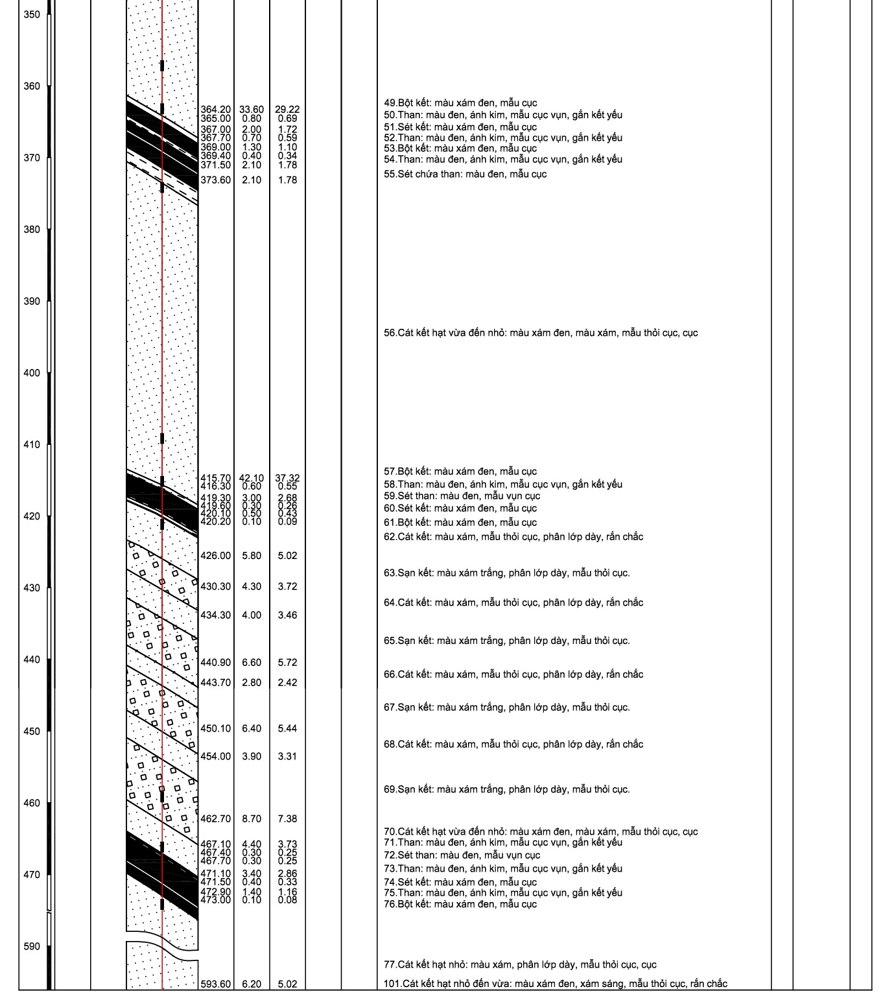 350
360
49.Bột kết: màu xám đen, mẫu cục
364.20 33.60 29.22
50.Than: màu đen, ánh kim, mẫu cục vụn, gắn kết yếu
365.00 0.80 0.69
51.Sét kết: màu xám đen, mẫu cục
367.00 2.00 1.72
52.Than: màu đen, ánh kim, mẫu cục vụn, gắn kết yếu
367.70 0.70 0.59
53.Bột kết: màu xám đen, mẫu cục
369.00 1.30 1.10
370
369.40 0.40 0.34
54.Than: màu đen, ánh kim, mẫu cục vụn, gắn kết yếu
371.50 2.10 1.78
55.Sét chứa than: màu đen, mẫu cục
373.60 2.10 1.78
380
390
56.Cát kết hạt vừa đến nhỏ: màu xám đen, màu xám, mẫu thỏi cục, cục
400
410
57.Bột kết: màu xám đen, mẫu cục
415.70 42.10 37.32
58.Than: màu đen, ánh kim, mẫu cục vụn, gắn kết yếu
416.30 0.60 0.55
59.Sét than: màu đen, mẫu vụn cục
419.30 3.00 2.68
419.60 0.30 0.26
60.Sét kết: màu xám đen, mẫu cục
420.10 0.50 0.43
420
420.20 0.10 0.09
61.Bột kết: màu xám đen, mẫu cục
62.Cát kết: màu xám, mẫu thỏi cục, phân lớp dày, rắn chắc
426.00 5.80 5.02
63.Sạn kết: màu xám trắng, phân lớp dày, mẫu thỏi cục.
430
430.30 4.30 3.72
64.Cát kết: màu xám, mẫu thỏi cục, phân lớp dày, rắn chắc
434.30 4.00 3.46
65.Sạn kết: màu xám trắng, phân lớp dày, mẫu thỏi cục.
440
440.90 6.60 5.72
66.Cát kết: màu xám, mẫu thỏi cục, phân lớp dày, rắn chắc
443.70 2.80 2.42
67.Sạn kết: màu xám trắng, phân lớp dày, mẫu thỏi cục.
450
450.10 6.40 5.44
68.Cát kết: màu xám, mẫu thỏi cục, phân lớp dày, rắn chắc
454.00 3.90 3.31
69.Sạn kết: màu xám trắng, phân lớp dày, mẫu thỏi cục.
460
462.70 8.70 7.38
70.Cát kết hạt vừa đến nhỏ: màu xám đen, màu xám, mẫu thỏi cục, cục
467.10 4.40 3.73
71.Than: màu đen, ánh kim, mẫu cục vụn, gắn kết yếu
467.40 0.30 0.25
72.Sét than: màu đen, mẫu vụn cục
467.70 0.30 0.25
73.Than: màu đen, ánh kim, mẫu cục vụn, gắn kết yếu
470
471.10 3.40 2.86
74.Sét kết: màu xám đen, mẫu cục
471.50 0.40 0.33
75.Than: màu đen, ánh kim, mẫu cục vụn, gắn kết yếu
472.90 1.40 1.16
473.00 0.10 0.08
76.Bột kết: màu xám đen, mẫu cục
590
77.Cát kết hạt nhỏ: màu xám, phân lớp dày, mẫu thỏi cục, cục
593.60 6.20 5.02
101.Cát kết hạt nhỏ đến vừa: màu xám đen, xám sáng, mẫu thỏi cục, rắn chắc